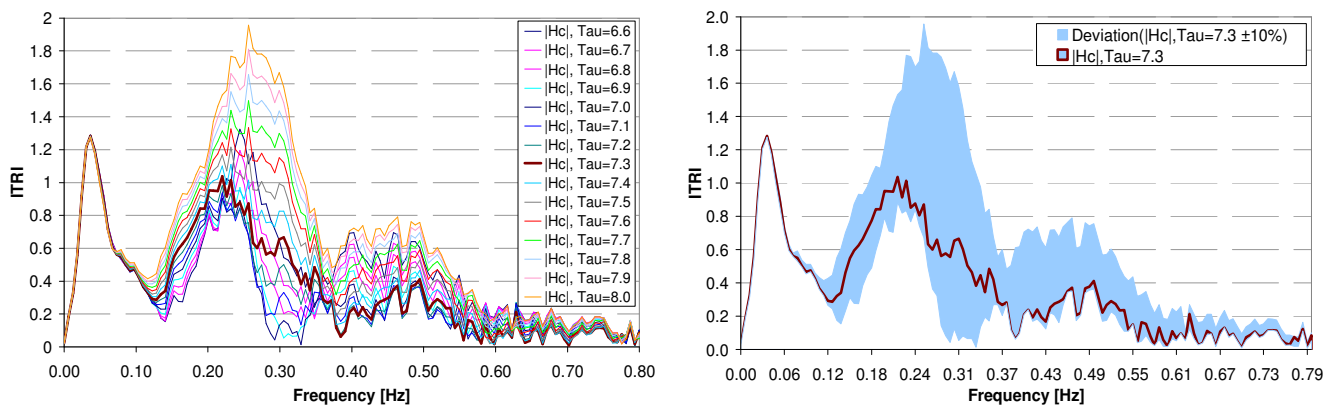 2
1.8
1.6
1.4
1.2
1
0.8
0.6
0.4
0.2
0
|TRI
0.00 0.10 0.20 0.30 0.40 0.50 0.60 0.70 0.80
Frequency [Hz]
|Hc|, Tau=6.6
|Hc|, Tau=6.7
|Hc|, Tau=6.8
|Hc|, Tau=6.9
|Hc|, Tau=7.0
|Hc|, Tau=7.1
|Hc|, Tau=7.2
|Hc|, Tau=7.3
|Hc|, Tau=7.4
|Hc|, Tau=7.5
|Hc|, Tau=7.6
|Hc|, Tau=7.7
|Hc|, Tau=7.8
|Hc|, Tau=7.9
|Hc|, Tau=8.0
2.0
1.8
1.6
1.4
1.2
1.0
0.8
0.6
0.4
0.2
0.0
|TRI
0.00 0.06 0.12 0.18 0.24 0.31 0.37 0.43 0.49 0.55 0.61 0.67 0.73 0.79
Frequency [Hz]
Deviation(|Hc|,Tau=7.3 ±10%)
|Hc|,Tau=7.3